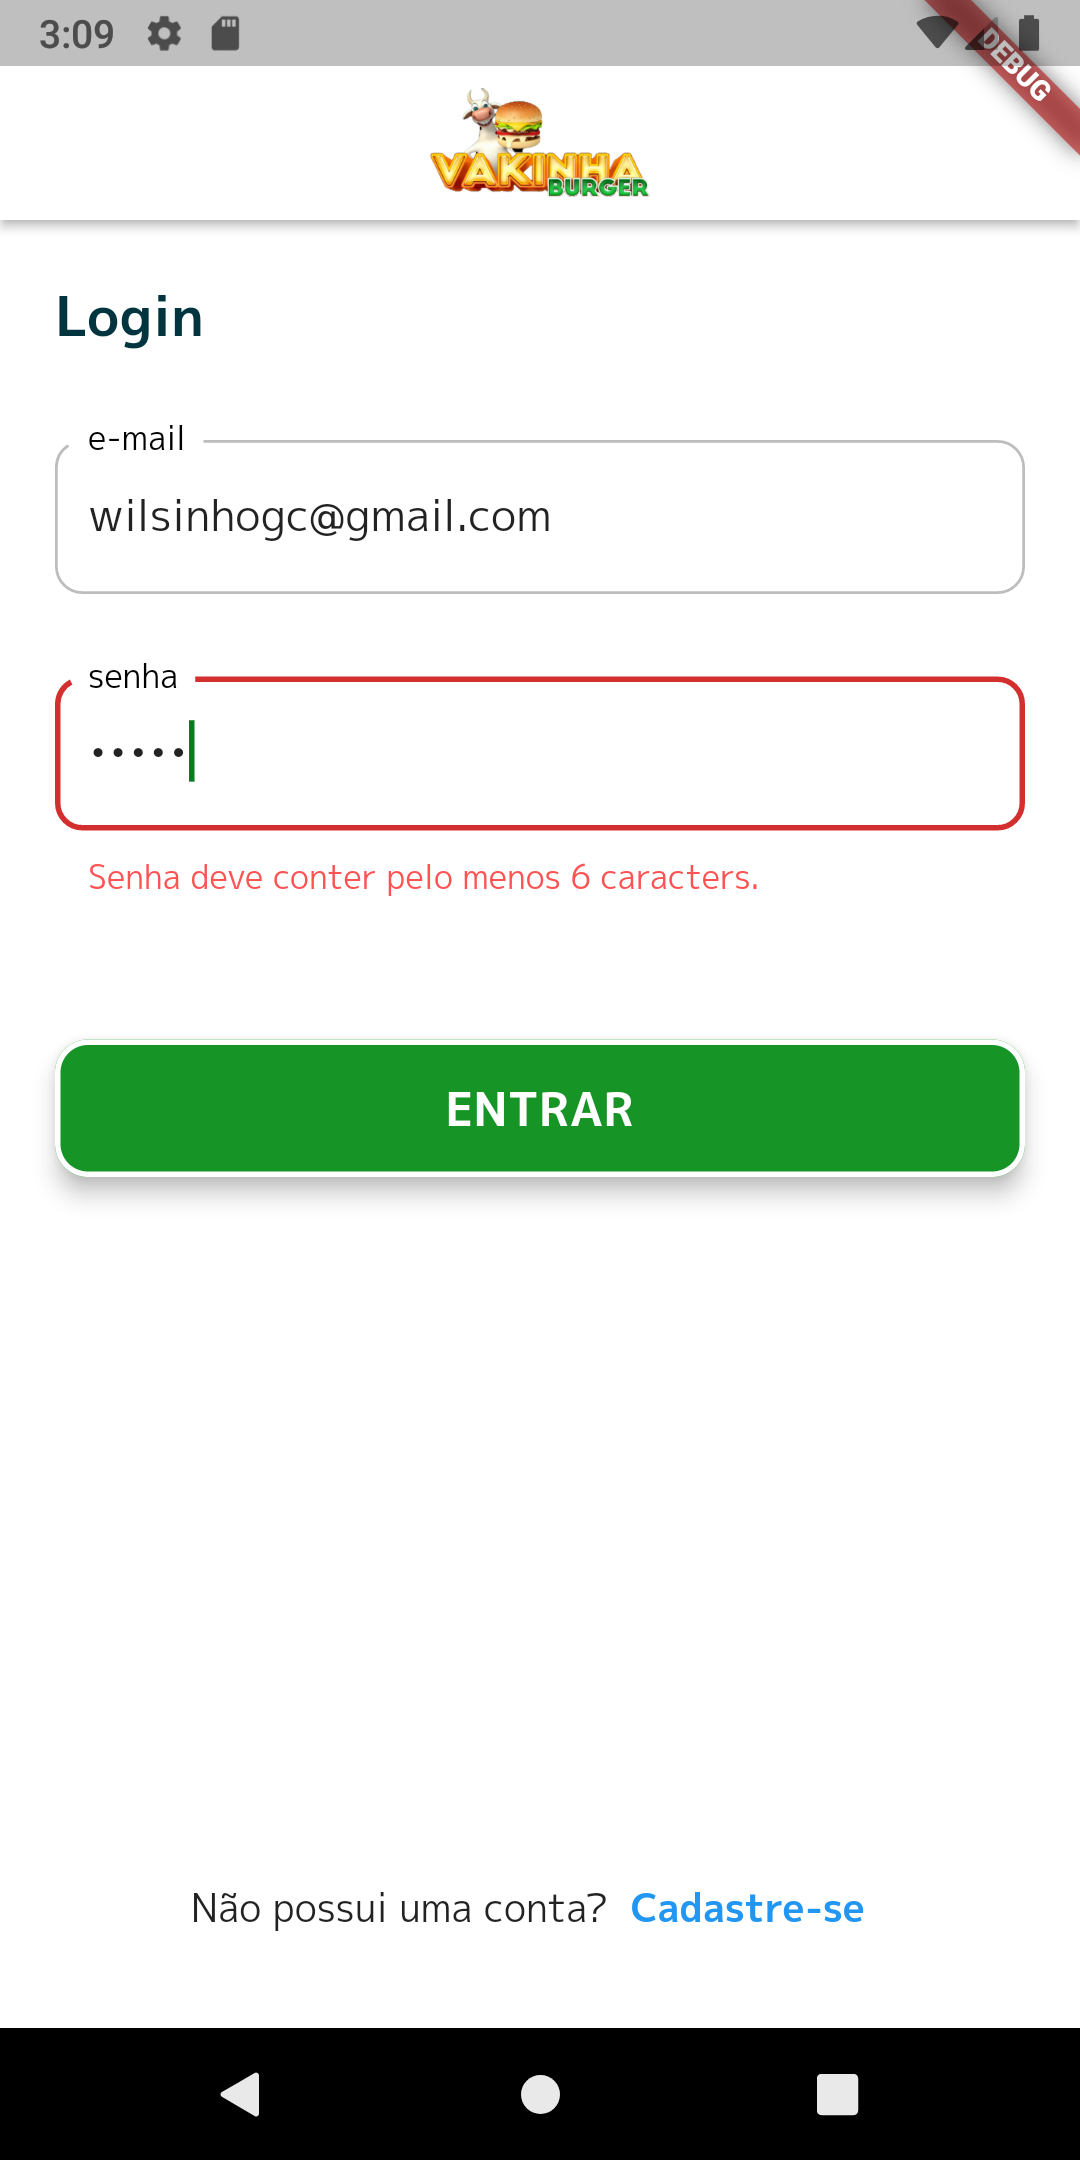 3:09
DEBUG
VAKINHA
BURGER
Login
e-mail
wilsinhogc@gmail.com
senha
•••••
Senha deve conter pelo menos 6 caracters.
ENTRAR
Não possui uma conta? Cadastre-se